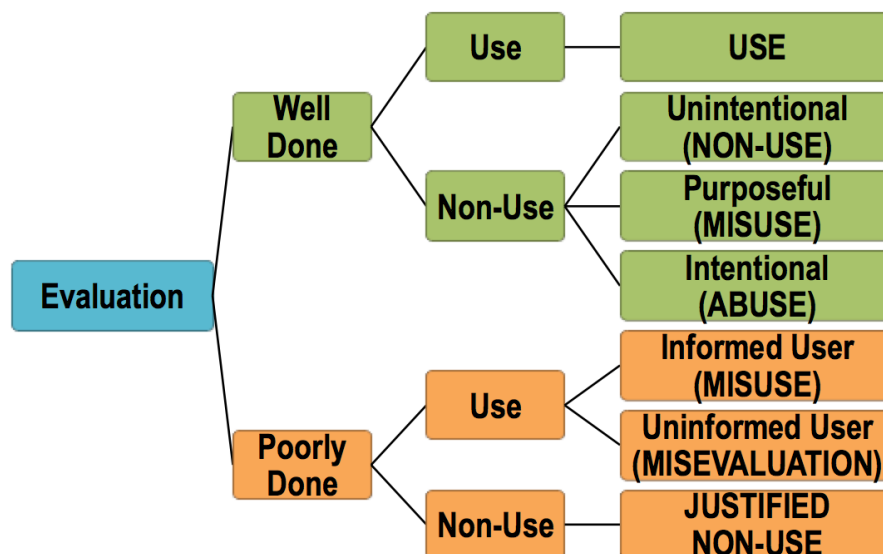 Evaluation
Well
Done
Use
USE
Non-Use
Unintentional
(NON-USE)
Purposeful
(MISUSE)
Intentional
(ABUSE)
Poorly
Done
Use
Informed User
(MISUSE)
Uninformed User
(MISEVALUATION)
Non-Use
JUSTIFIED
NON-USE